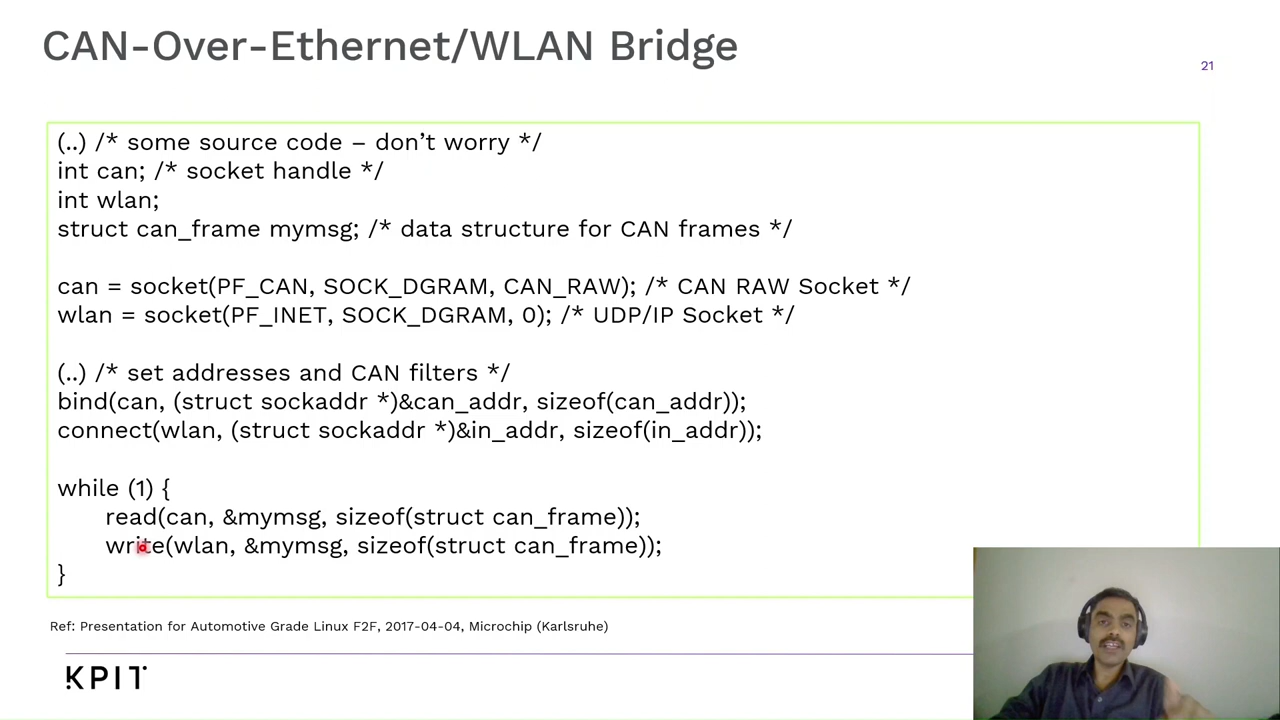 CAN-Over-Ethernet/WLAN Bridge
21
(..) /* some source code – don’t worry */
int can; /* socket handle */
int wlan;
struct can_frame mymsg; /* data structure for CAN frames */
can = socket(PF_CAN, SOCK_DGRAM, CAN_RAW); /* CAN RAW Socket */
wlan = socket(PF_INET, SOCK_DGRAM, 0); /* UDP/IP Socket */
(..) /* set addresses and CAN filters */
bind(can, (struct sockaddr *)&can_addr, sizeof(can_addr));
connect(wlan, (struct sockaddr *)&in_addr, sizeof(in_addr));
while (1) {
read(can, &mymsg, sizeof(struct can_frame));
write(wlan, &mymsg, sizeof(struct can_frame));
}
Ref: Presentation for Automotive Grade Linux F2F, 2017-04-04, Microchip (Karlsruhe)
KPIT